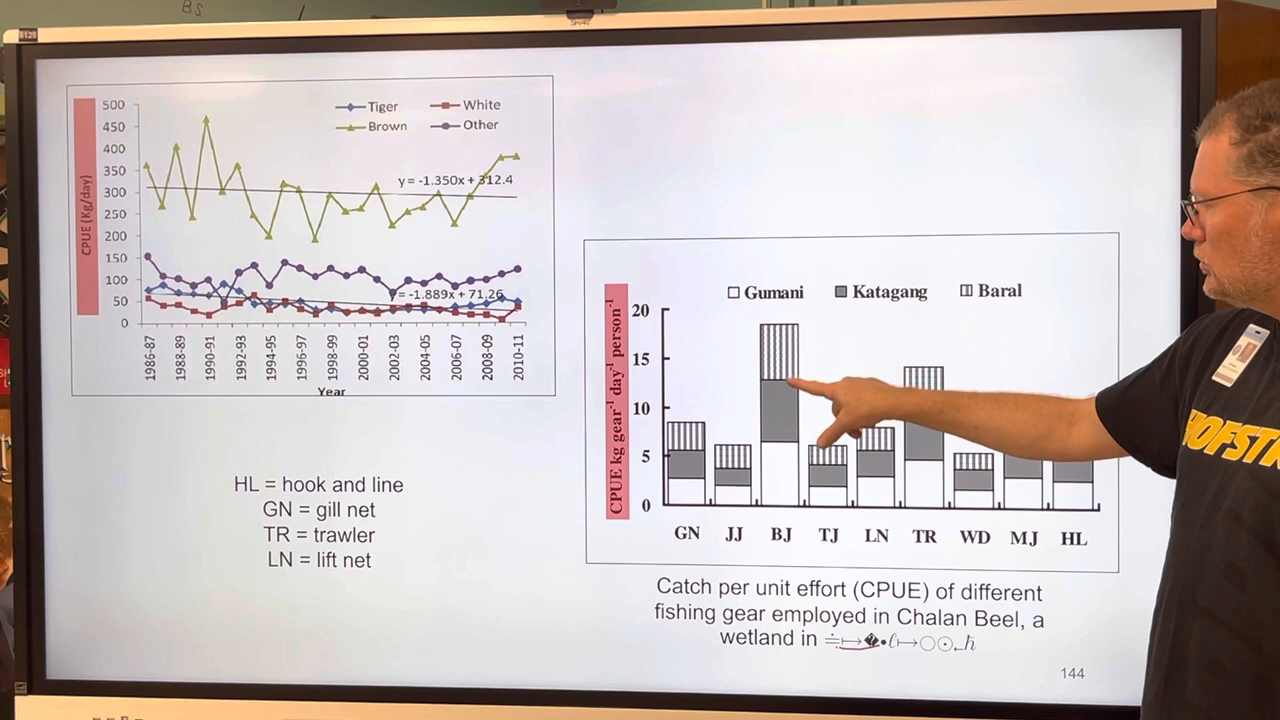 BS
SMART
500
450
400
350
300
250
200
150
100
50
0
CPUE (Kg/day)
Tiger
White
Brown
Other
y = -1.350x + 312.4
y = -1.889x + 71.26
1986-87
1988-89
1990-91
1992-93
1994-95
1996-97
1998-99
2000-01
2002-03
2004-05
2006-07
2008-09
2010-11
Year
HL = hook and line
GN = gill net
TR = trawler
LN = lift net
Gumani
Katagang
Baral
CPUE kg gear⁻¹ day⁻¹ person⁻¹
20
15
10
5
0
GN JJ BJ TJ LN TR WD MJ HL
Catch per unit effort (CPUE) of different
fishing gear employed in Chalan Beel, a
wetland in
144